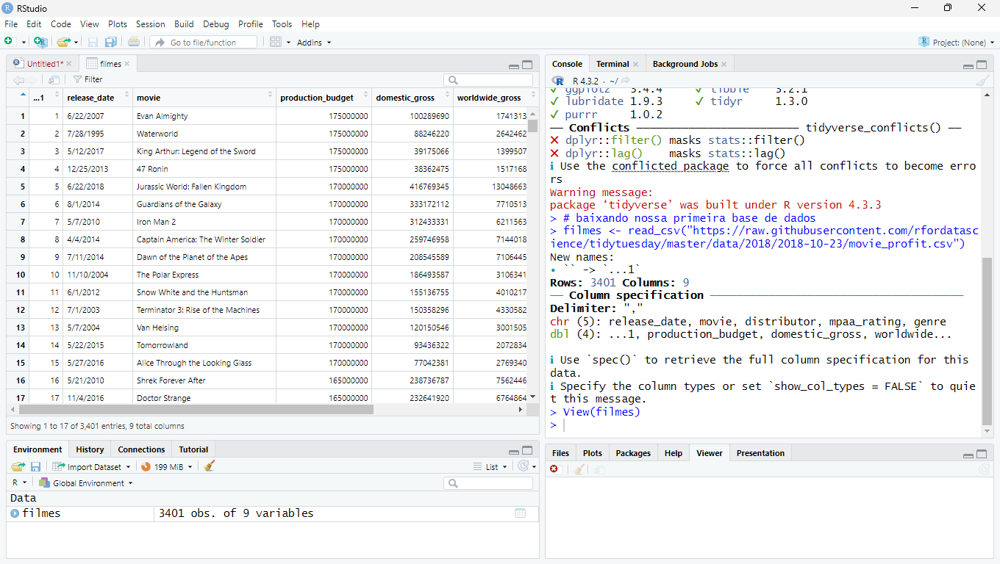 RStudio
File Edit Code View Plots Session Build Debug Profile Tools Help
Go to file/function Addins Project: (None)
Untitled1* filmes
Filter
...1 release_date movie production_budget domestic_gross worldwide_gross
1 1 6/22/2007 Evan Almighty 175000000 100289690 1741313
2 2 7/28/1995 Waterworld 175000000 88246220 2642462
3 3 5/12/2017 King Arthur: Legend of the Sword 175000000 39175066 1399507
4 4 12/25/2013 47 Ronin 175000000 38362475 1517168
5 5 6/22/2018 Jurassic World: Fallen Kingdom 170000000 416769345 13048663
6 6 8/1/2014 Guardians of the Galaxy 170000000 333172112 7710513
7 7 5/7/2010 Iron Man 2 170000000 312433331 6211563
8 8 4/4/2014 Captain America: The Winter Soldier 170000000 259746958 7144018
9 9 7/11/2014 Dawn of the Planet of the Apes 170000000 208545589 7106445
10 10 11/10/2004 The Polar Express 170000000 186493587 3106341
11 11 6/1/2012 Snow White and the Huntsman 170000000 155136755 4010217
12 12 7/1/2003 Terminator 3: Rise of the Machines 170000000 150358296 4330582
13 13 5/7/2004 Van Helsing 170000000 120150546 3001505
14 14 5/22/2015 Tomorrowland 170000000 93436322 2072834
15 15 5/27/2016 Alice Through the Looking Glass 170000000 77042381 2769340
16 16 5/21/2010 Shrek Forever After 165000000 238736787 7562446
17 17 11/4/2016 Doctor Strange 165000000 232641920 6764864
Showing 1 to 17 of 3,401 entries, 9 total columns
Environment History Connections Tutorial
Import Dataset 199 MiB List
R Global Environment
Data
filmes 3401 obs. of 9 variables
Console Terminal Background Jobs
R 4.3.2 · ~/
✔ ggplot2 3.4.4 ✔ tibble 3.2.1
✔ lubridate 1.9.3 ✔ tidyr 1.3.0
✔ purrr 1.0.2
── Conflicts ──────────── tidyverse_conflicts() ──
✖ dplyr::filter() masks stats::filter()
✖ dplyr::lag() masks stats::lag()
ℹ Use the conflicted package to force all conflicts to become erro
rs
Warning message:
package ‘tidyverse’ was built under R version 4.3.3
> # baixando nossa primeira base de dados
> filmes <- read_csv("https://raw.githubusercontent.com/rfordatasc
ience/tidytuesday/master/data/2018/2018-10-23/movie_profit.csv")
New names:
• `` -> `...1`
Rows: 3401 Columns: 9
── Column specification ────────────
Delimiter: ","
chr (5): release_date, movie, distributor, mpaa_rating, genre
dbl (4): ...1, production_budget, domestic_gross, worldwide...
ℹ Use `spec()` to retrieve the full column specification for this
data.
ℹ Specify the column types or set `show_col_types = FALSE` to quie
t this message.
> View(filmes)
>
Files Plots Packages Help Viewer Presentation